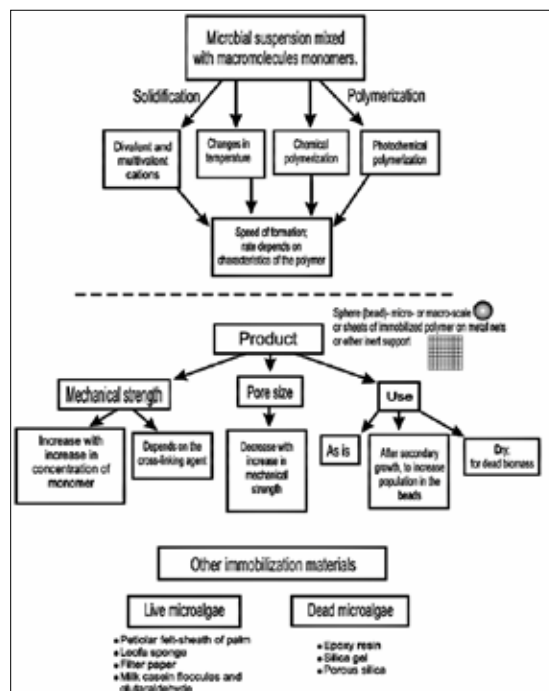 Microbial suspension mixed
with macromolecules monomers.
Solidification
Polymerization
Divalent and
multivalent
cations
Changes in
temperature
Chemical
polymerization
Photochemical
polymerization
Speed of formation;
rate depends on
characteristics of the polymer
Sphere (bead)- micro- or macro-scale
or sheets of immobilized polymer on metal nets
or other inert support
Product
Mechanical strength
Pore size
Use
Increase with
increase in
concentration of
monomer
Depends on the
cross-linking agent
Decrease with
increase in
mechanical
strength
As is
After secondary
growth, to increase
population in the
beads
Dry,
for dead biomass
Other immobilization materials
Live microalgae
• Petiolar felt-sheath of palm
• Loofa sponge
• Filter paper
• Milk casein floccules and
glutaraldehyde
Dead microalgae
• Epoxy resin
• Silica gel
• Porous silica